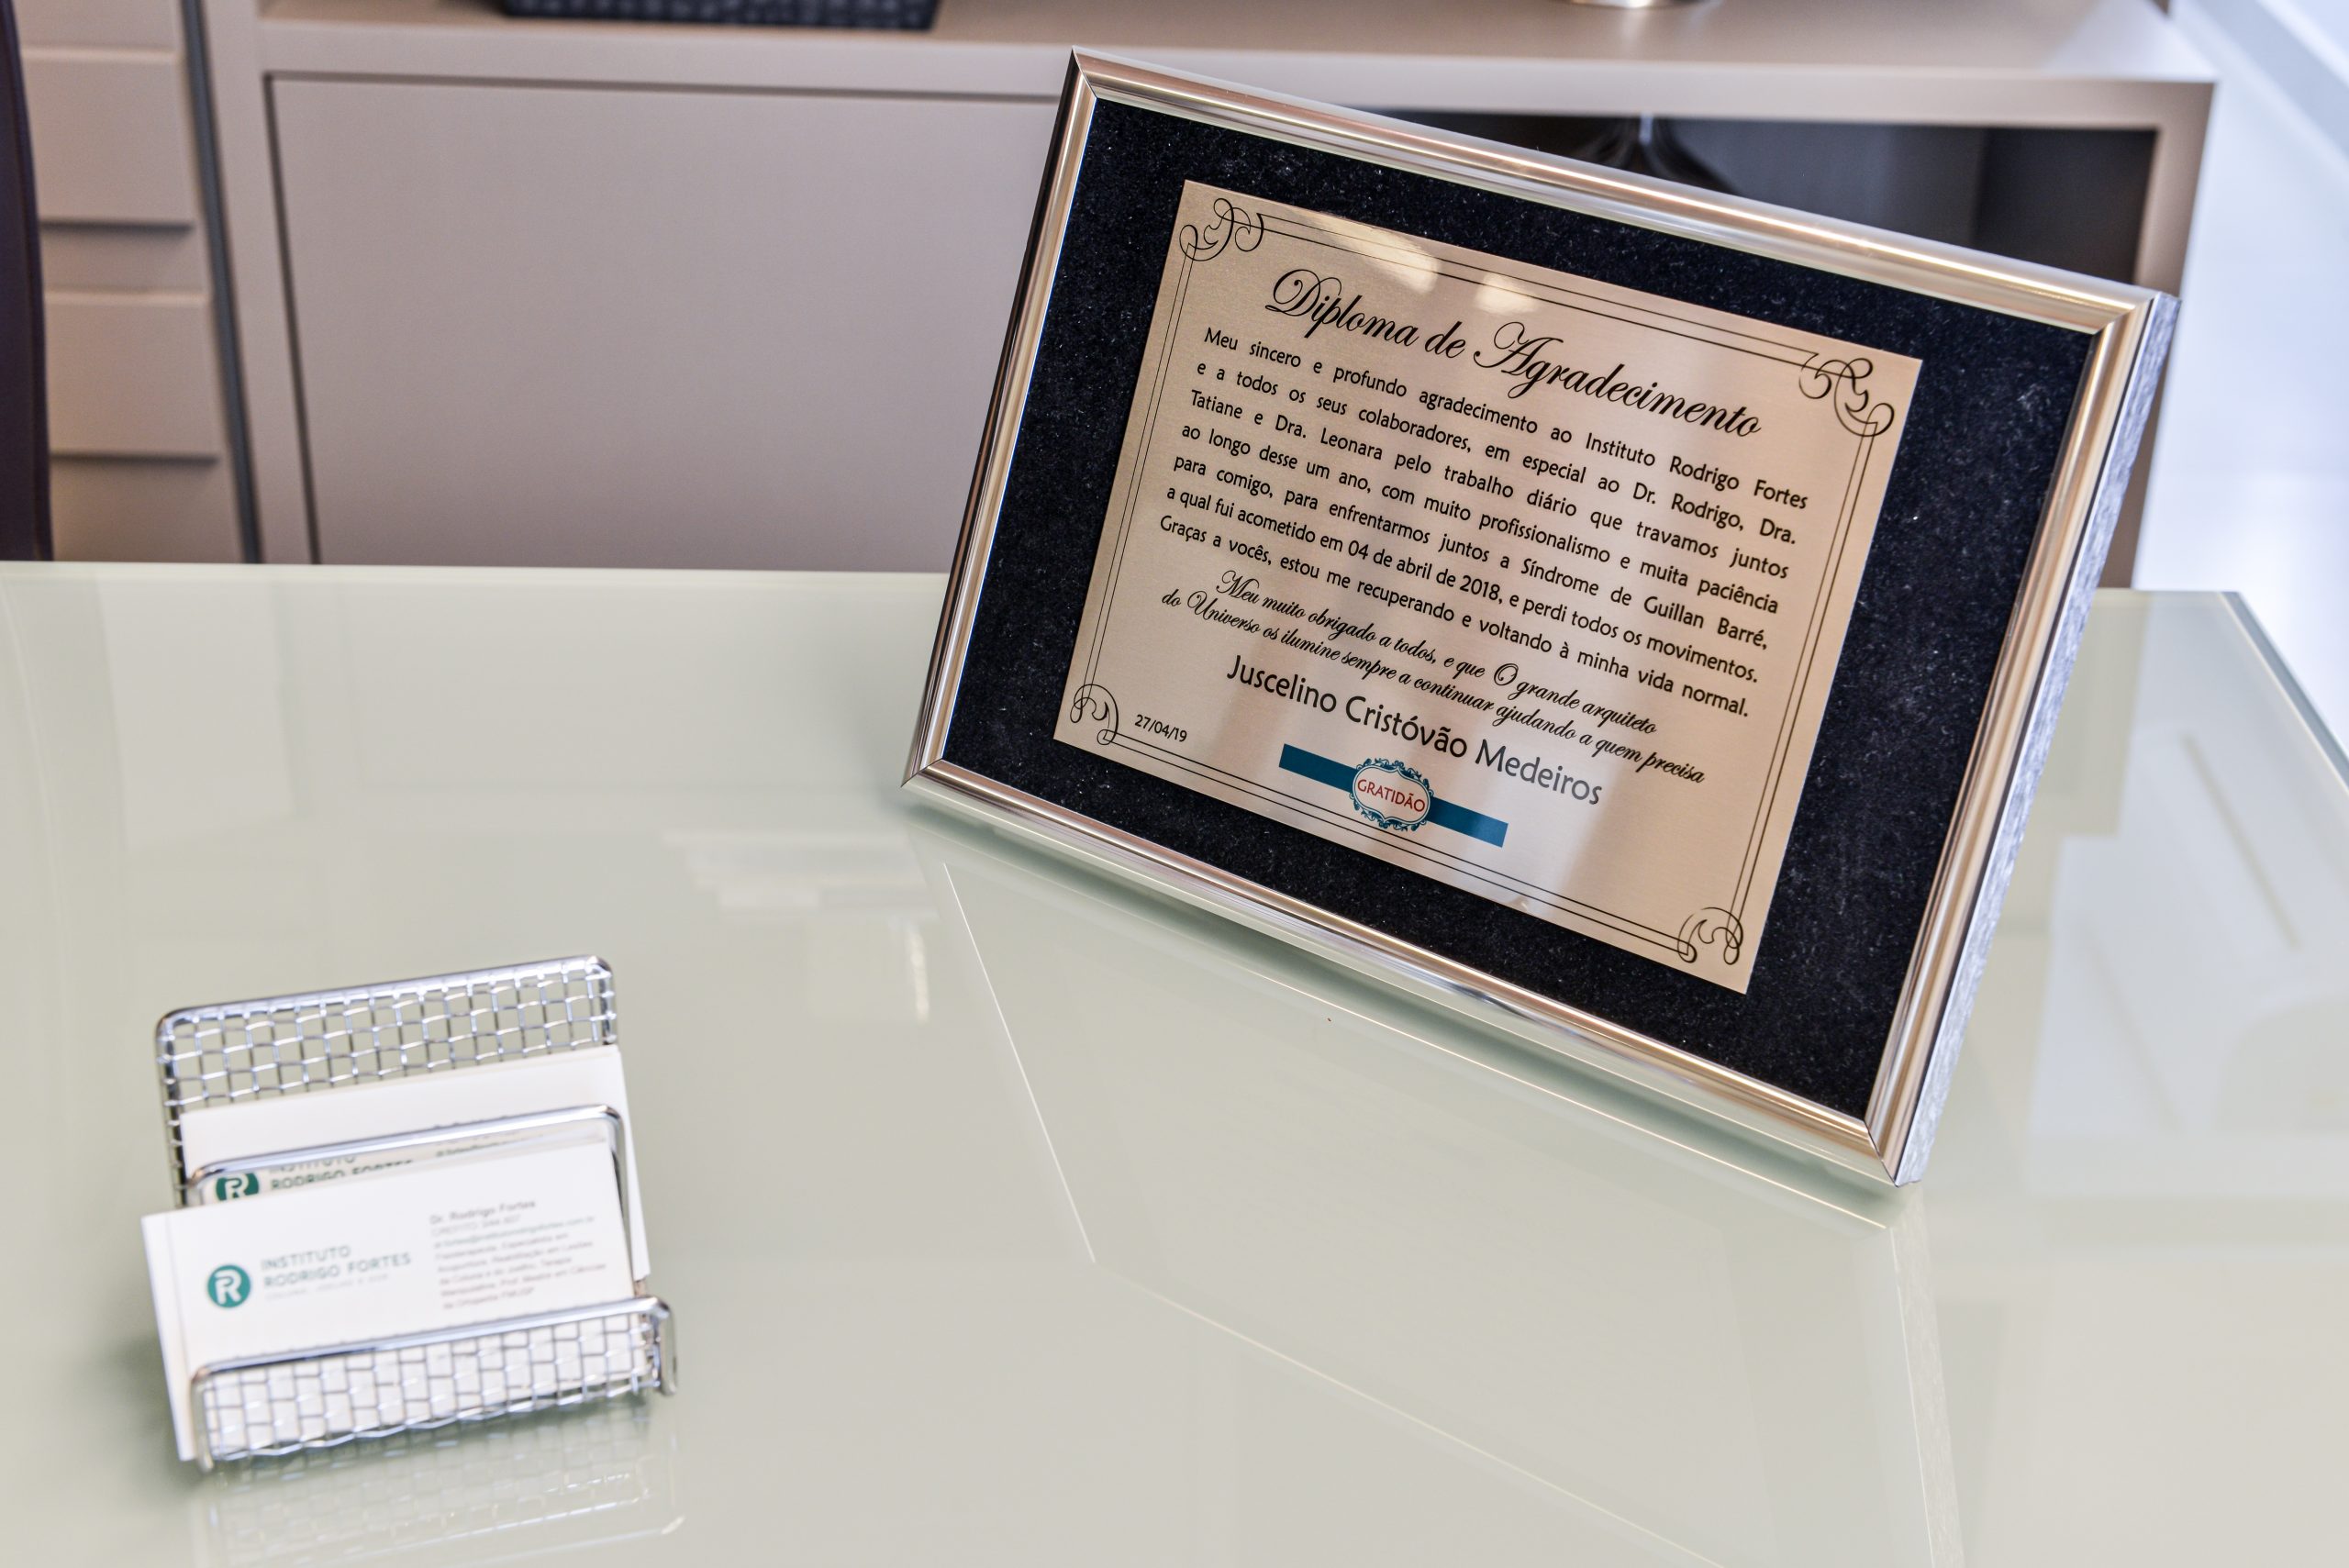 Diploma de Agradecimento
Meu sincero e profundo agradecimento ao Instituto Rodrigo Fortes
e a todos os seus colaboradores, em especial ao Dr. Rodrigo, Dra.
Tatiane e Dra. Leonara pelo trabalho diário que travamos juntos
ao longo desse um ano, com muito profissionalismo e muita paciência
para comigo, para enfrentarmos juntos a Síndrome de Guillan Barré,
a qual fui acometido em 04 de abril de 2018, e perdi todos os movimentos.
Graças a vocês, estou me recuperando e voltando à minha vida normal.
Meu muito obrigado a todos, e que O grande arquiteto
do Universo os ilumine sempre a continuar ajudando a quem precisa
Juscelino Cristóvão Medeiros
27/04/19
GRATIDÃO
INSTITUTO
RODRIGO FORTES
R
INSTITUTO
RODRIGO FORTES
Dr. Rodrigo Fortes